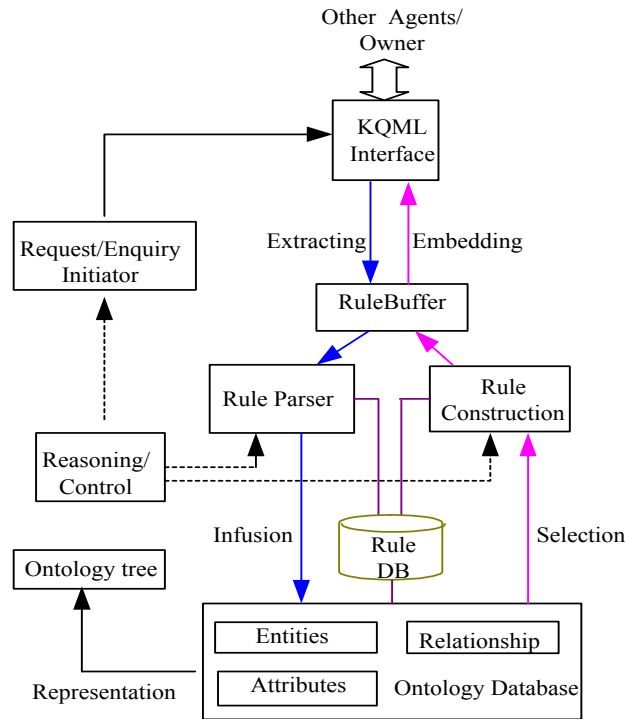 Other Agents/
Owner
KQML
Interface
Extracting
Embedding
Request/Enquiry
Initiator
RuleBuffer
Rule Parser
Rule
Construction
Reasoning/
Control
Infusion
Rule
DB
Selection
Ontology tree
Entities
Relationship
Attributes
Ontology Database
Representation